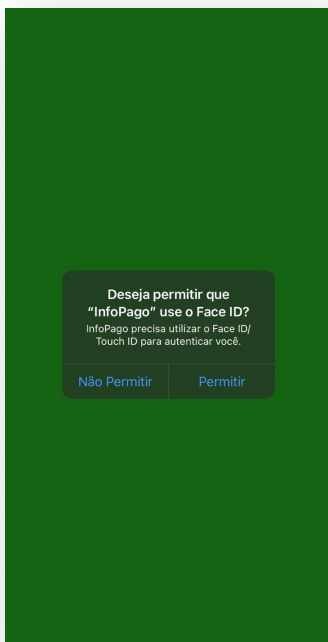 Deseja permitir que
“InfoPago” use o Face ID?
InfoPago precisa utilizar o Face ID/
Touch ID para autenticar você.
Não Permitir
Permitir